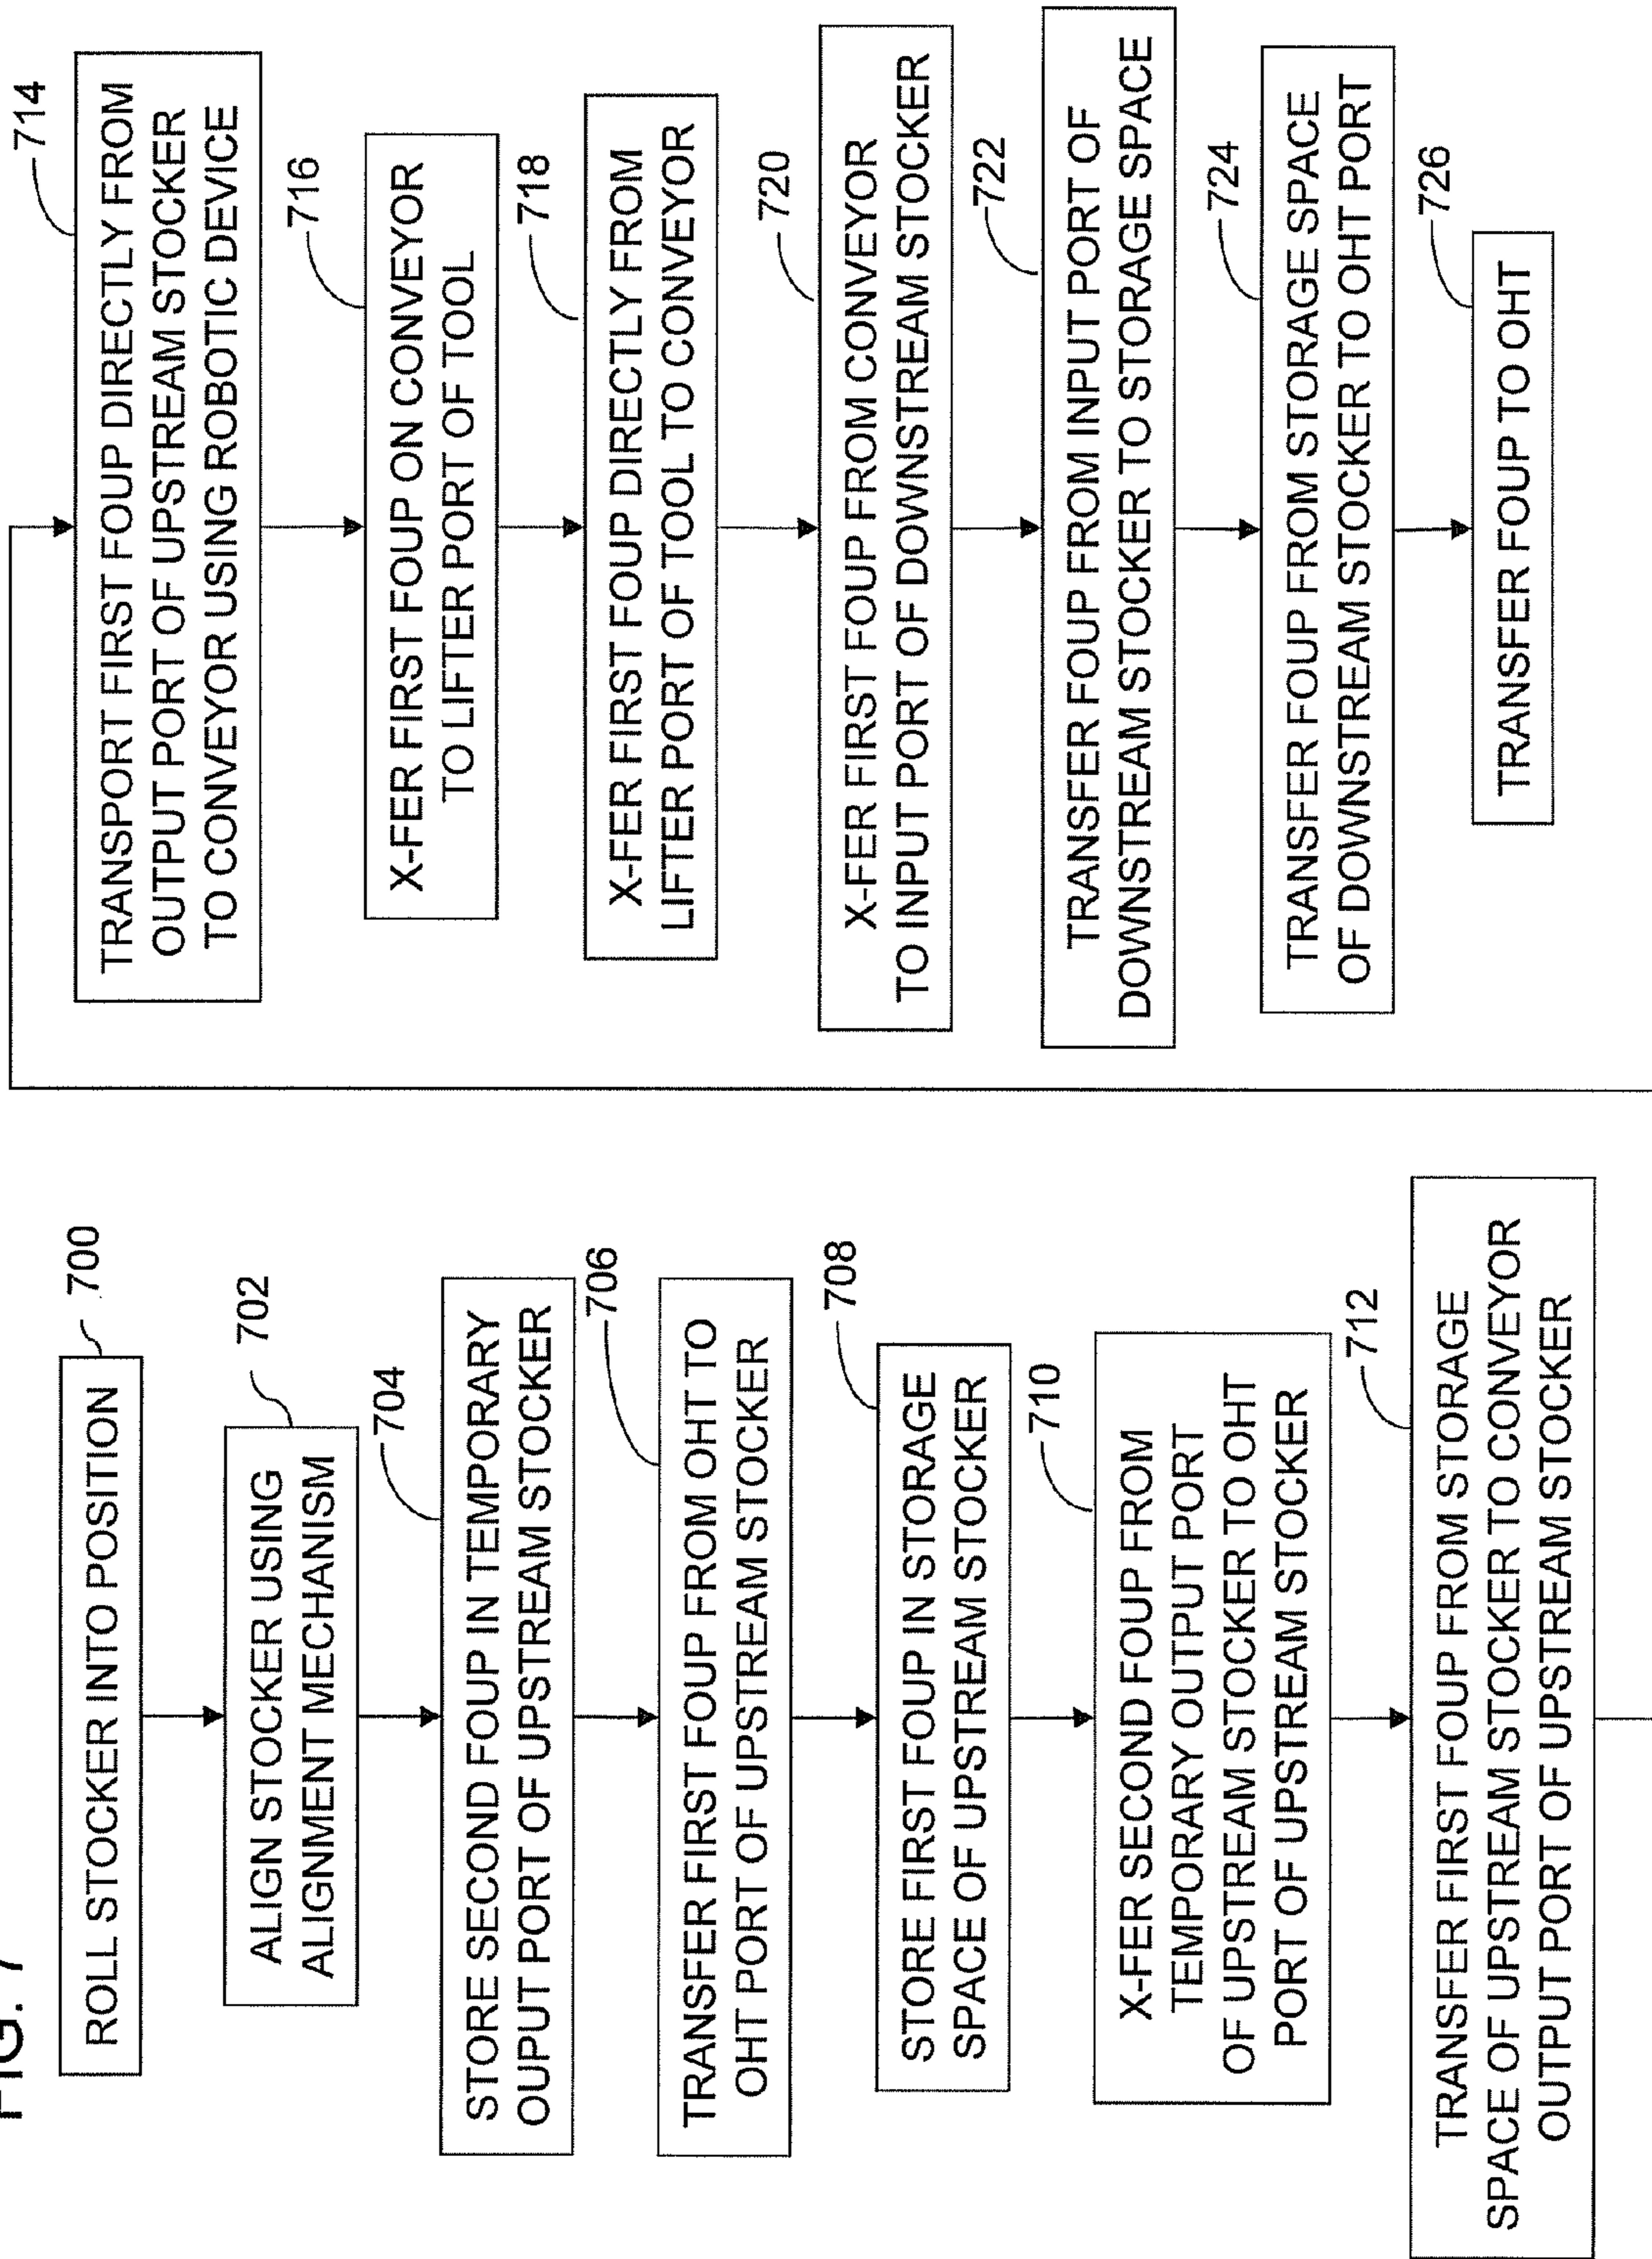 FIG. 7
700
ROLL STOCKER INTO POSITION
702
ALIGN STOCKER USING
ALIGNMENT MECHANISM
704
STORE SECOND FOUP IN TEMPORARY
OUPUT PORT OF UPSTREAM STOCKER
706
TRANSFER FIRST FOUP FROM OHT TO
OHT PORT OF UPSTREAM STOCKER
708
STORE FIRST FOUP IN STORAGE
SPACE OF UPSTREAM STOCKER
710
X-FER SECOND FOUP FROM
TEMPORARY OUTPUT PORT
OF UPSTREAM STOCKER TO OHT
PORT OF UPSTREAM STOCKER
712
TRANSFER FIRST FOUP FROM STORAGE
SPACE OF UPSTREAM STOCKER TO CONVEYOR
OUTPUT PORT OF UPSTREAM STOCKER
714
TRANSPORT FIRST FOUP DIRECTLY FROM
OUTPUT PORT OF UPSTREAM STOCKER
TO CONVEYOR USING ROBOTIC DEVICE
716
X-FER FIRST FOUP ON CONVEYOR
TO LIFTER PORT OF TOOL
718
X-FER FIRST FOUP DIRECTLY FROM
LIFTER PORT OF TOOL TO CONVEYOR
720
X-FER FIRST FOUP FROM CONVEYOR
TO INPUT PORT OF DOWNSTREAM STOCKER
722
TRANSFER FOUP FROM INPUT PORT OF
DOWNSTREAM STOCKER TO STORAGE SPACE
724
TRANSFER FOUP FROM STORAGE SPACE
OF DOWNSTREAM STOCKER TO OHT PORT
726
TRANSFER FOUP TO OHT